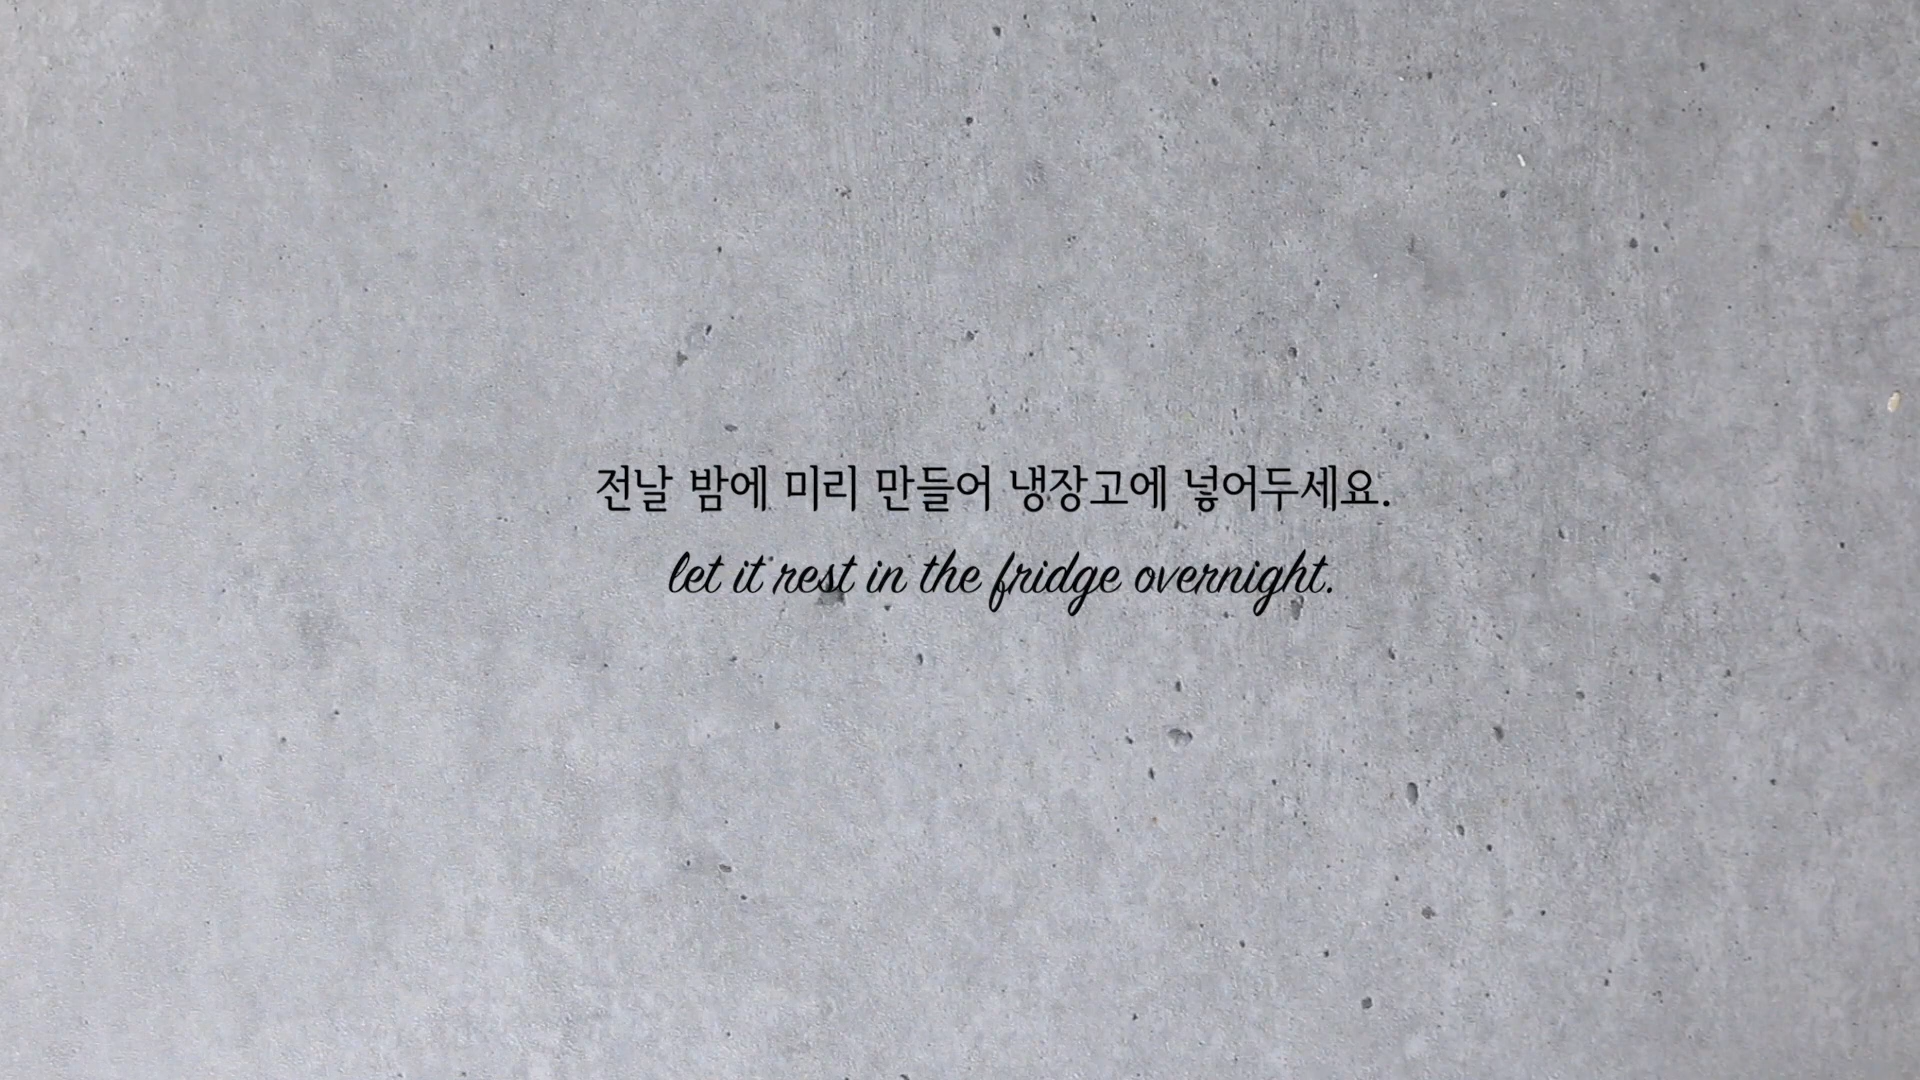 전날 밤에 미리 만들어 냉장고에 넣어두세요.
let it rest in the fridge overnight.